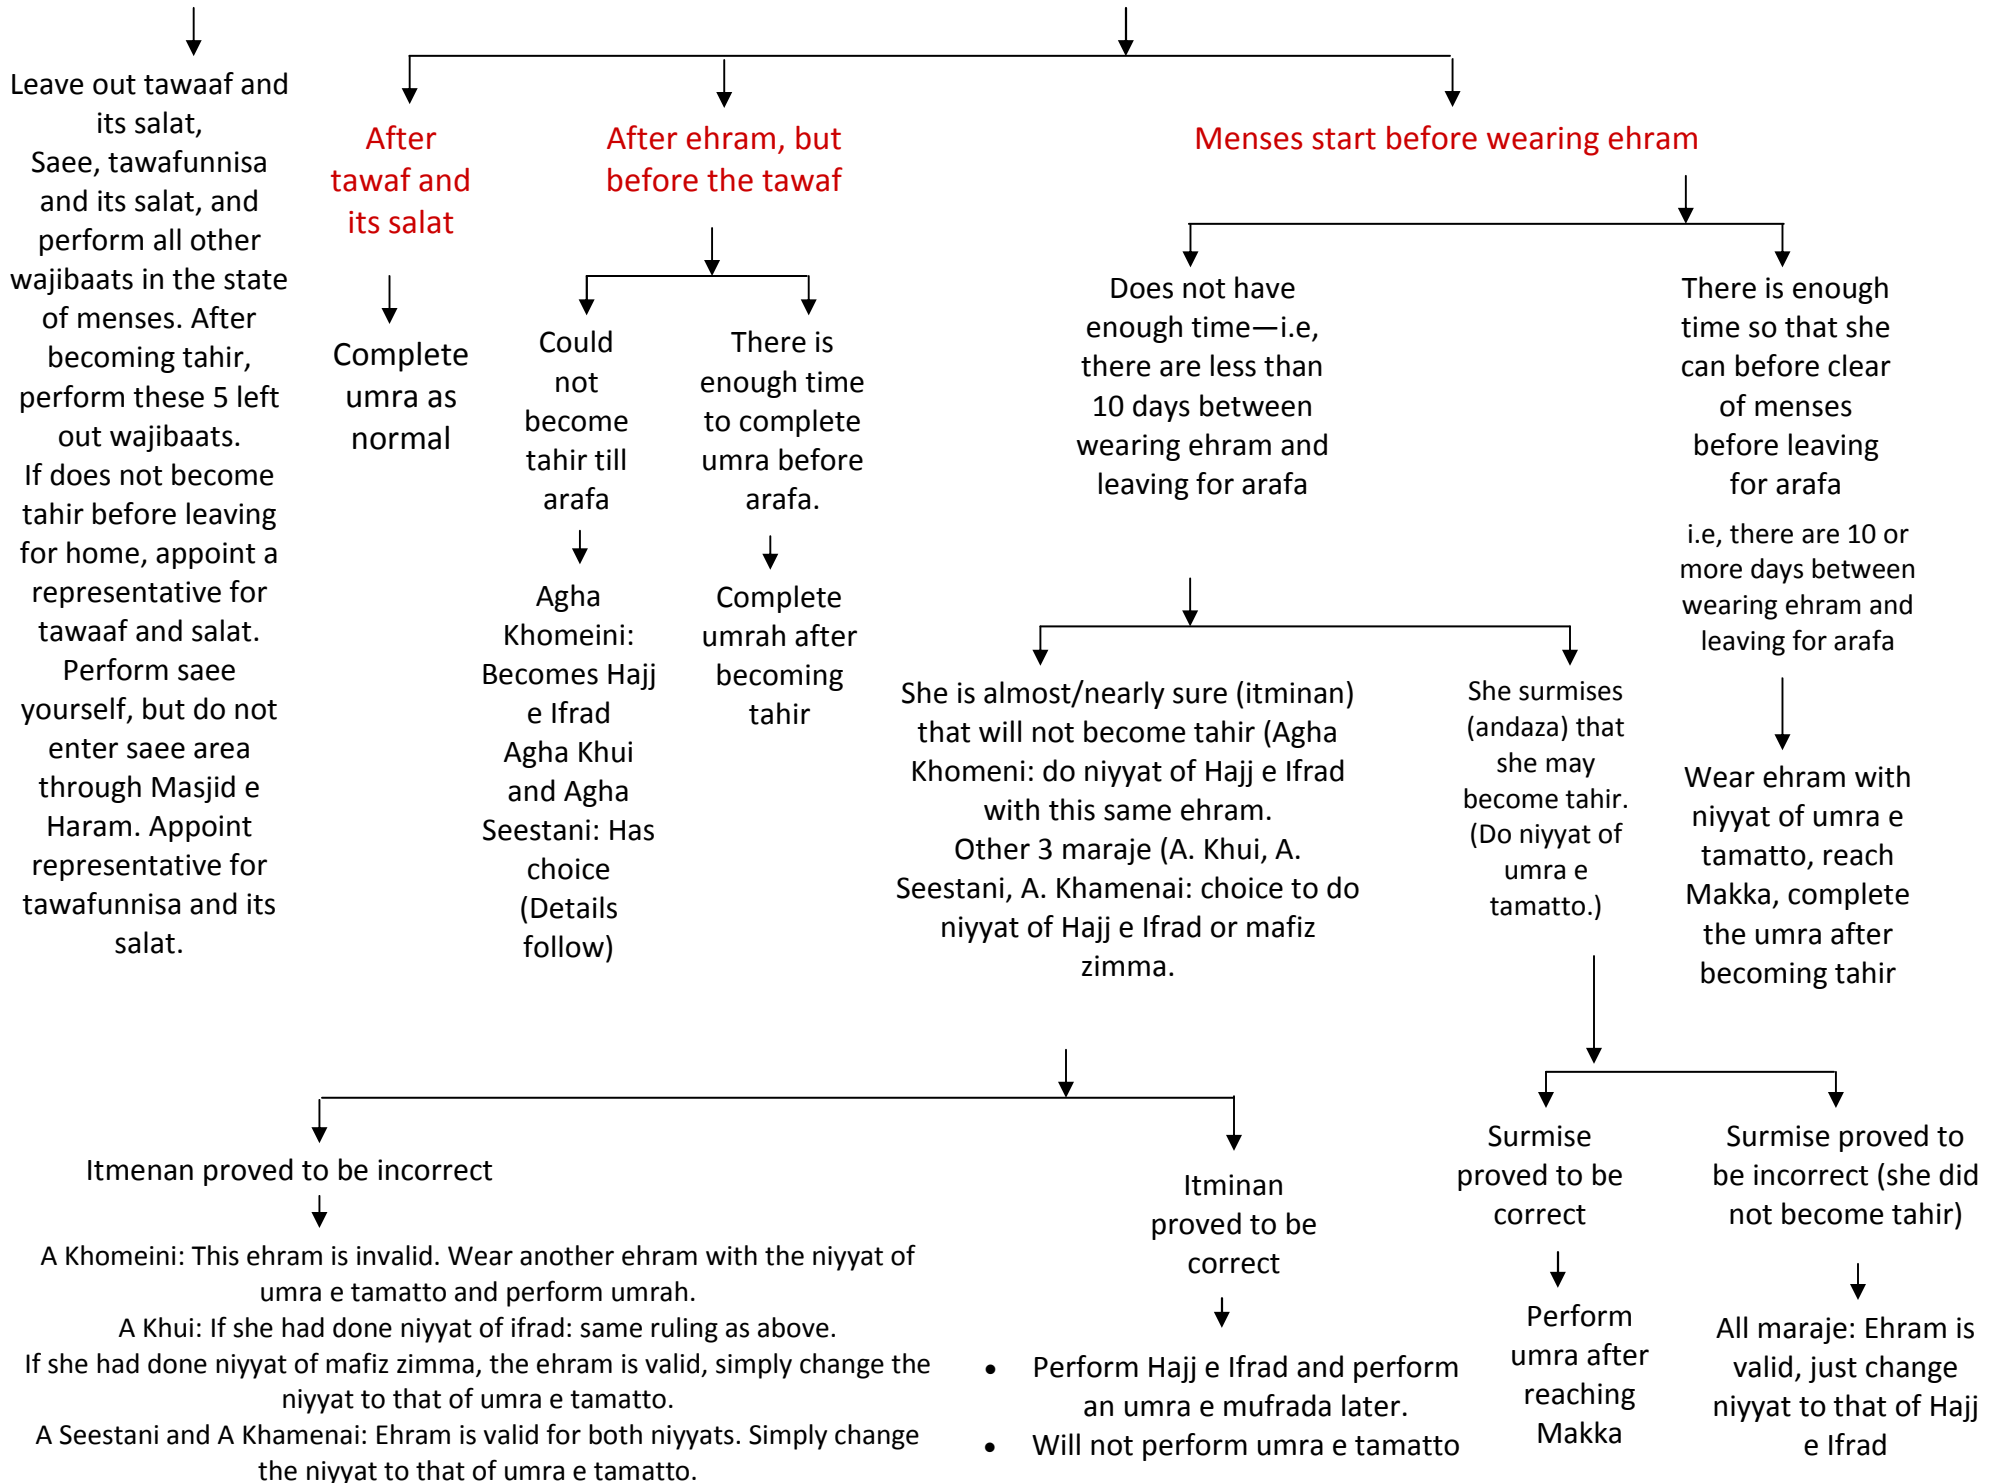 Leave out tawaaf and
its salat,
Saee, tawafunnisa
and its salat, and
perform all other
wajibaats in the state
of menses. After
becoming tahir,
perform these 5 left
out wajibaats.
If does not become
tahir before leaving
for home, appoint a
representative for
tawaaf and salat.
Perform saee
yourself, but do not
enter saee area
through Masjid e
Haram. Appoint
representative for
tawafunnisa and its
salat.
After
tawaf and
its salat
Complete
umra as
normal
After ehram, but
before the tawaf
Could
not
become
tahir till
arafa
Agha
Khomeini:
Becomes Hajj
e Ifrad
Agha Khui
and Agha
Seestani: Has
choice
(Details
follow)
There is
enough time
to complete
umra before
arafa.
Complete
umrah after
becoming
tahir
Menses start before wearing ehram
Does not have
enough time—i.e,
there are less than
10 days between
wearing ehram and
leaving for arafa
She is almost/nearly sure (itminan)
that will not become tahir (Agha
Khomeni: do niyyat of Hajj e Ifrad
with this same ehram.
Other 3 maraje (A. Khui, A.
Seestani, A. Khamenai: choice to do
niyyat of Hajj e Ifrad or mafiz
zimma.
She surmises
(andaza) that
she may
become tahir.
(Do niyyat of
umra e
tamatto.)
There is enough
time so that she
can before clear
of menses
before leaving
for arafa
i.e, there are 10 or
more days between
wearing ehram and
leaving for arafa
Wear ehram with
niyyat of umra e
tamatto, reach
Makka, complete
the umra after
becoming tahir
Itmenan proved to be incorrect
A Khomeini: This ehram is invalid. Wear another ehram with the niyyat of
umra e tamatto and perform umrah.
A Khui: If she had done niyyat of ifrad: same ruling as above.
If she had done niyyat of mafiz zimma, the ehram is valid, simply change the
niyyat to that of umra e tamatto.
A Seestani and A Khamenai: Ehram is valid for both niyyats. Simply change
the niyyat to that of umra e tamatto.
Itminan
proved to be
correct
• Perform Hajj e Ifrad and perform
an umra e mufrada later.
• Will not perform umra e tamatto
Surmise
proved to be
correct
Perform
umra after
reaching
Makka
Surmise proved to
be incorrect (she did
not become tahir)
All maraje: Ehram is
valid, just change
niyyat to that of Hajj
e Ifrad